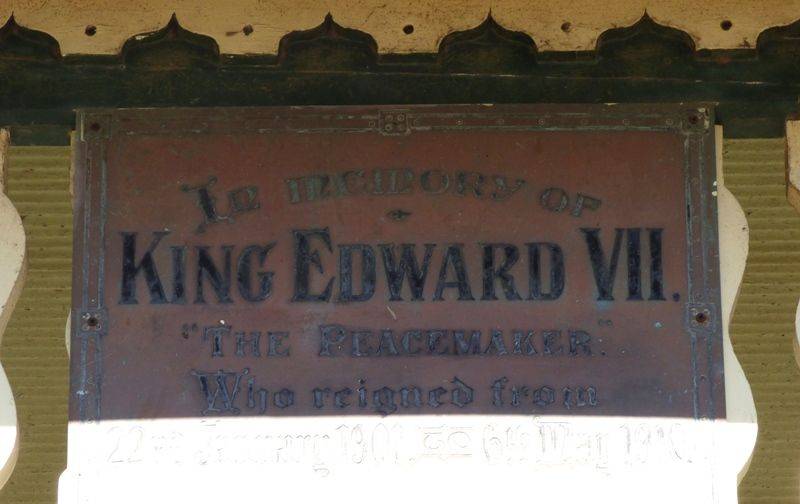 In memory of
KING EDWARD VII.
"THE PEACEMAKER."
Who reigned from
22nd January 1901 to 6th May 1910.